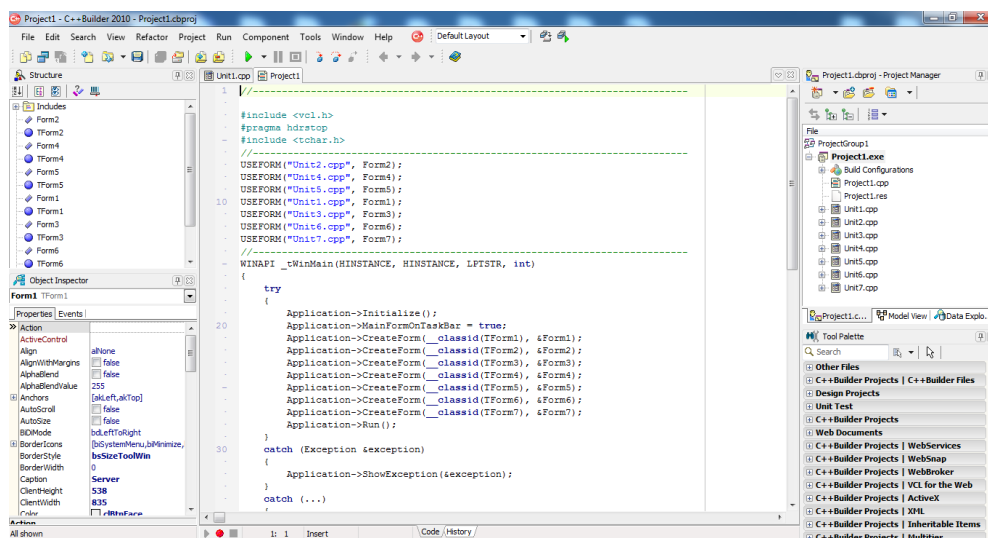 Project1 - C++Builder 2010 - Project1.cbproj
File Edit Search View Refactor Project Run Component Tools Window Help Default Layout
Structure
Includes
Form2
TForm2
Form4
TForm4
Form5
TForm5
Form1
TForm1
Form3
TForm3
Form6
TForm6
Object Inspector
Form1 TForm1
Properties Events
Action
ActiveControl
Align alNone
AlignWithMargins false
AlphaBlend false
AlphaBlendValue 255
Anchors [akLeft,akTop]
AutoScroll false
AutoSize false
BiDiMode bdLeftToRight
BorderIcons [biSystemMenu,biMinimize,
BorderStyle bsSizeToolWin
BorderWidth 0
Caption Server
ClientHeight 538
ClientWidth 835
Color clBtnFace
Action
All shown
Unit1.cpp Project1
1 //---------------------------------------------------------------------------
#include <vcl.h>
#pragma hdrstop
#include <tchar.h>
//---------------------------------------------------------------------------
USEFORM("Unit2.cpp", Form2);
USEFORM("Unit4.cpp", Form4);
USEFORM("Unit5.cpp", Form5);
10 USEFORM("Unit1.cpp", Form1);
USEFORM("Unit3.cpp", Form3);
USEFORM("Unit6.cpp", Form6);
USEFORM("Unit7.cpp", Form7);
//---------------------------------------------------------------------------
WINAPI _tWinMain(HINSTANCE, HINSTANCE, LPTSTR, int)
{
try
{
Application->Initialize();
20 Application->MainFormOnTaskBar = true;
Application->CreateForm(__classid(TForm1), &Form1);
Application->CreateForm(__classid(TForm2), &Form2);
Application->CreateForm(__classid(TForm3), &Form3);
Application->CreateForm(__classid(TForm4), &Form4);
Application->CreateForm(__classid(TForm5), &Form5);
Application->CreateForm(__classid(TForm6), &Form6);
Application->CreateForm(__classid(TForm7), &Form7);
Application->Run();
}
30 catch (Exception &exception)
{
Application->ShowException(&exception);
}
catch (...)
{
1: 1 Insert Code History
Project1.cbproj - Project Manager
File
ProjectGroup1
Project1.exe
Build Configurations
Project1.cpp
Project1.res
Unit1.cpp
Unit2.cpp
Unit3.cpp
Unit4.cpp
Unit5.cpp
Unit6.cpp
Unit7.cpp
Project1.c... Model View Data Explo.
Tool Palette
Search
Other Files
C++Builder Projects | C++Builder Files
Design Projects
Unit Test
C++Builder Projects
Web Documents
C++Builder Projects | WebServices
C++Builder Projects | WebSnap
C++Builder Projects | WebBroker
C++Builder Projects | VCL for the Web
C++Builder Projects | ActiveX
C++Builder Projects | XML
C++Builder Projects | Inheritable Items
C++Builder Projects | Multitier